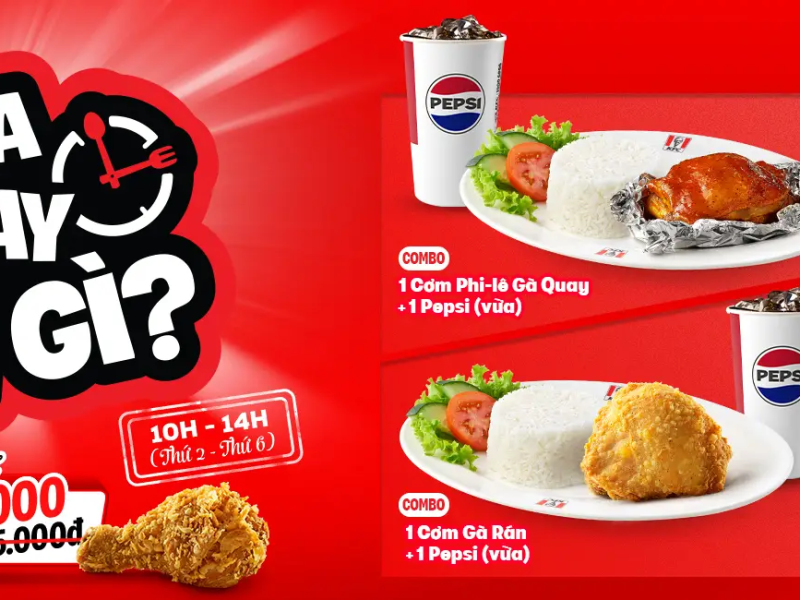 A
AY
GÌ?
10H - 14H
(Thứ 2 - Thứ 6)
000
5.000đ
PEPSI
KFC
COMBO
1 Cơm Phi-lê Gà Quay
+ 1 Pepsi (vừa)
PEPSI
COMBO
1 Cơm Gà Rán
+ 1 Pepsi (vừa)